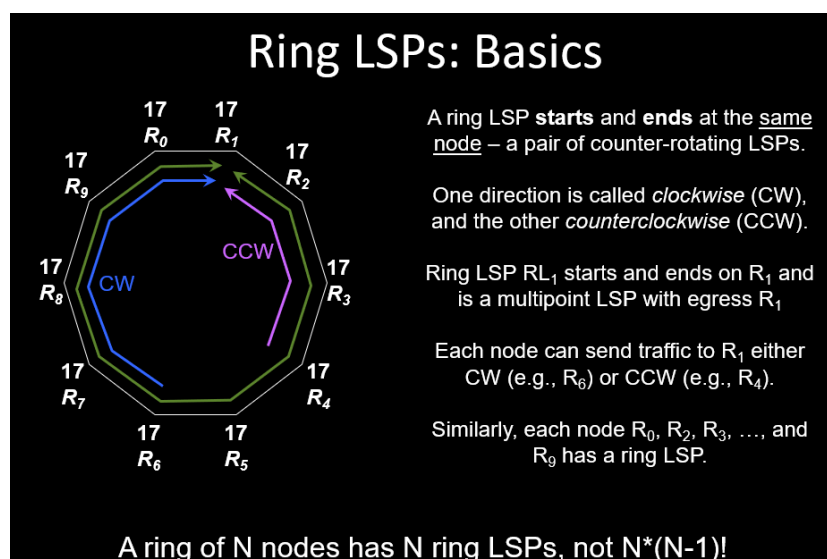 Ring LSPs: Basics
17
R0
17
R1
17
R2
17
R3
17
R4
17
R5
17
R6
17
R7
17
R8
17
R9
CW
CCW
A ring LSP starts and ends at the same
node – a pair of counter-rotating LSPs.
One direction is called clockwise (CW),
and the other counterclockwise (CCW).
Ring LSP RL1 starts and ends on R1 and
is a multipoint LSP with egress R1
Each node can send traffic to R1 either
CW (e.g., R6) or CCW (e.g., R4).
Similarly, each node R0, R2, R3, …, and
R9 has a ring LSP.
A ring of N nodes has N ring LSPs, not N*(N-1)!